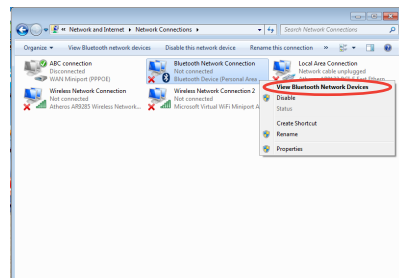 « Network and Internet ▸ Network Connections ▸
Search Network Connections
Organize ▾ View Bluetooth network devices Disable this network device Rename this connection »
ABC connection
Disconnected
WAN Miniport (PPPOE)
Bluetooth Network Connection
Not connected
Bluetooth Device (Personal Area
Local Area Connection
Network cable unplugged
View Bluetooth Network Devices
Disable
Status
Create Shortcut
Rename
Properties
Wireless Network Connection
Not connected
Atheros AR9285 Wireless Network...
Wireless Network Connection 2
Not connected
Microsoft Virtual WiFi Miniport A